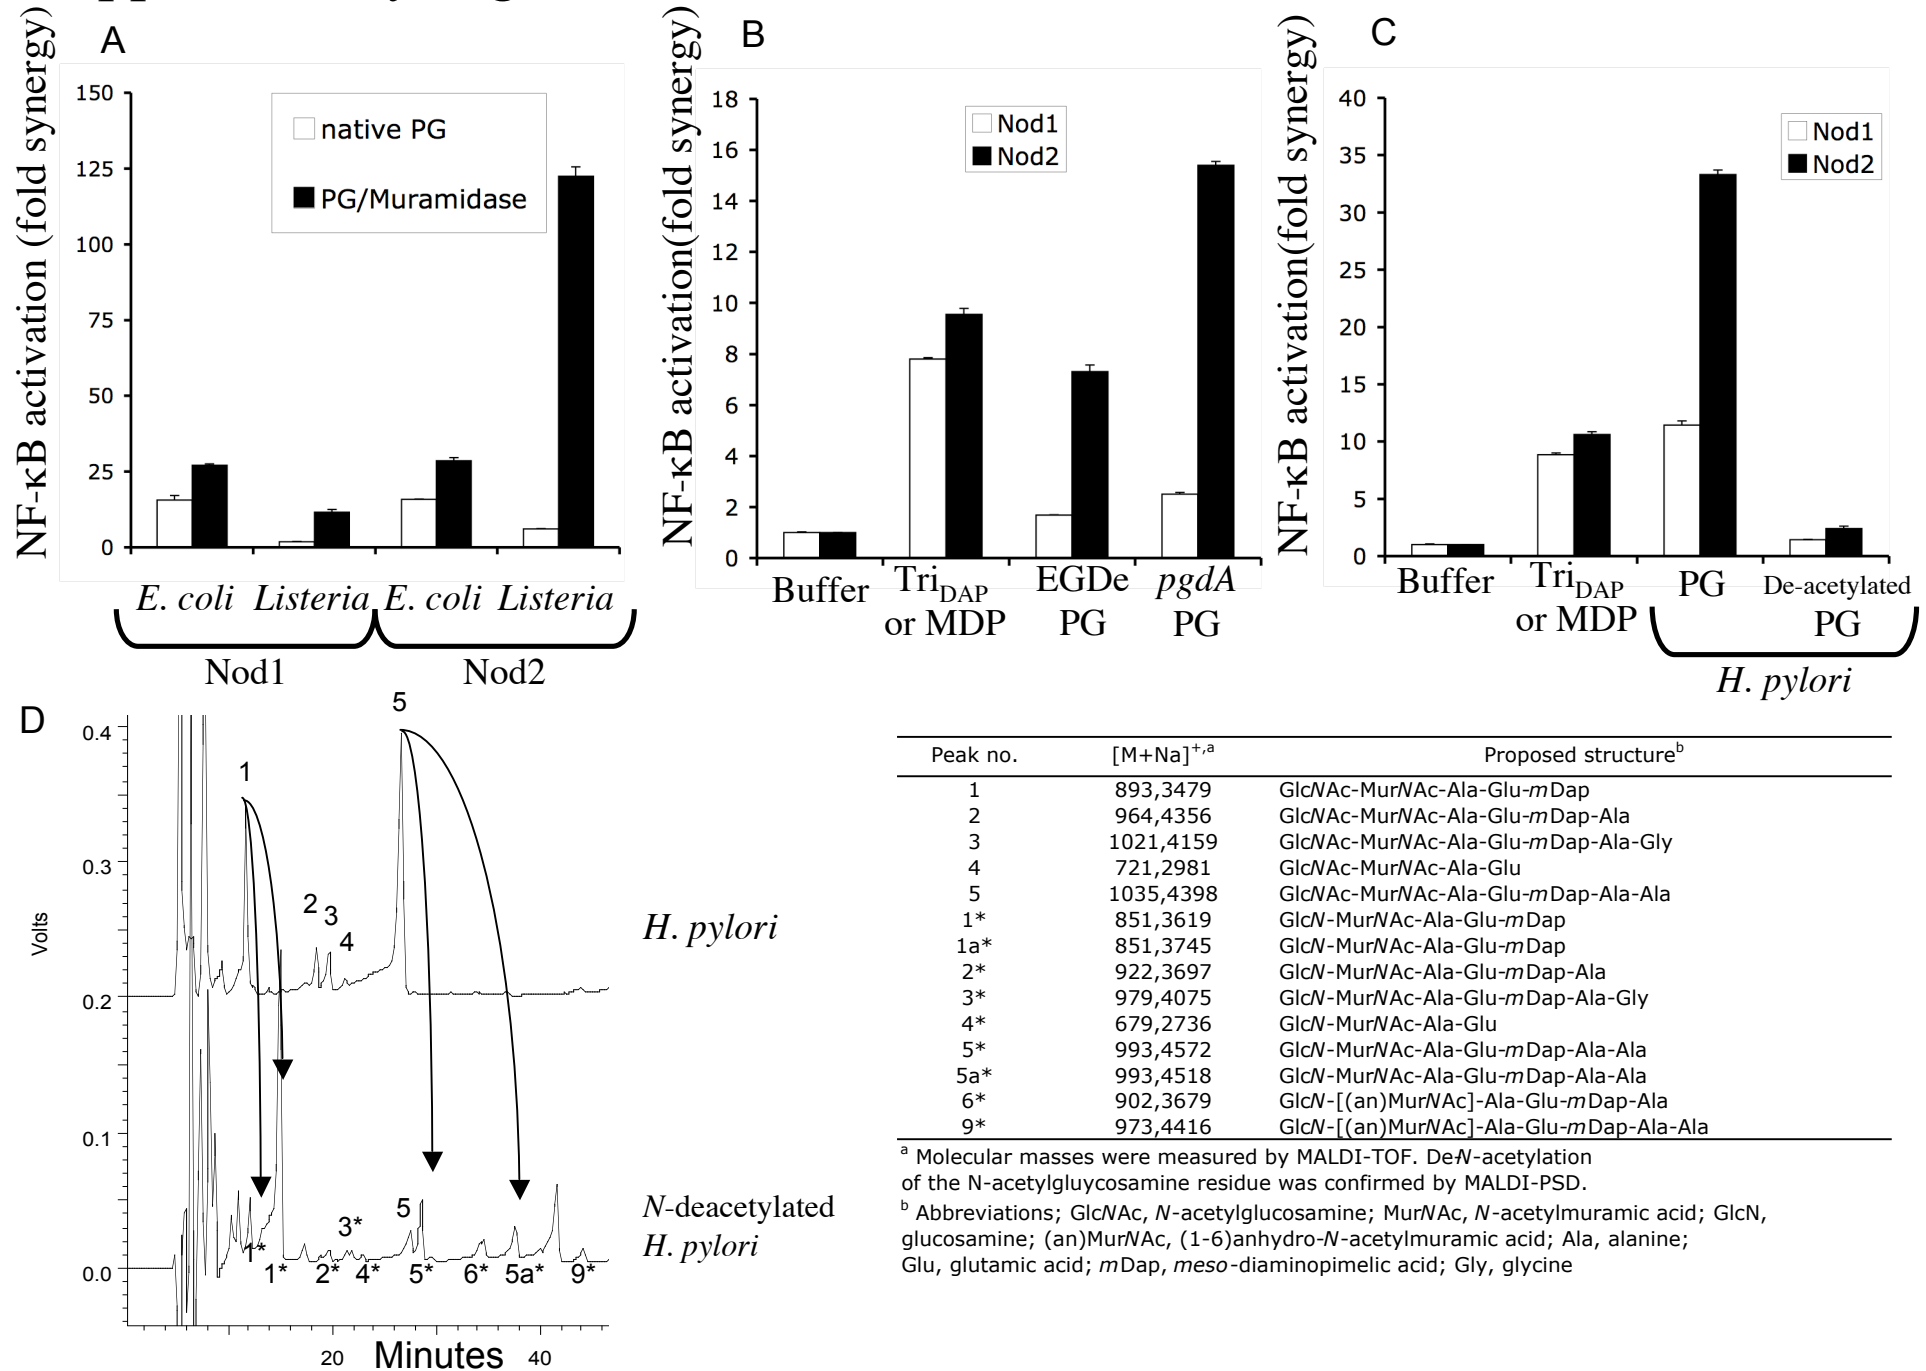 A
NF-κB activation (fold synergy)
150
125
100
75
50
25
0
native PG
PG/Muramidase
E. coli Listeria E. coli Listeria
Nod1 Nod2
B
NF-κB activation(fold synergy)
18
16
14
12
10
8
6
4
2
0
Nod1
Nod2
Buffer TriDAP or MDP EGDe PG pgdA PG
C
NF-κB activation(fold synergy)
40
35
30
25
20
15
10
5
0
Nod1
Nod2
Buffer TriDAP or MDP PG De-acetylated PG
H. pylori
D
Volts
0.4
0.3
0.2
0.1
0.0
1
2
3
4
5
H. pylori
1*
1*
2*
3*
4*
5
5*
6*
5a*
9*
N-deacetylated
H. pylori
20 Minutes 40
Peak no. [M+Na]+,a Proposed structureb
1 893,3479 GlcNAc-MurNAc-Ala-Glu-mDap
2 964,4356 GlcNAc-MurNAc-Ala-Glu-mDap-Ala
3 1021,4159 GlcNAc-MurNAc-Ala-Glu-mDap-Ala-Gly
4 721,2981 GlcNAc-MurNAc-Ala-Glu
5 1035,4398 GlcNAc-MurNAc-Ala-Glu-mDap-Ala-Ala
1* 851,3619 GlcN-MurNAc-Ala-Glu-mDap
1a* 851,3745 GlcN-MurNAc-Ala-Glu-mDap
2* 922,3697 GlcN-MurNAc-Ala-Glu-mDap-Ala
3* 979,4075 GlcN-MurNAc-Ala-Glu-mDap-Ala-Gly
4* 679,2736 GlcN-MurNAc-Ala-Glu
5* 993,4572 GlcN-MurNAc-Ala-Glu-mDap-Ala-Ala
5a* 993,4518 GlcN-MurNAc-Ala-Glu-mDap-Ala-Ala
6* 902,3679 GlcN-[(an)MurNAc]-Ala-Glu-mDap-Ala
9* 973,4416 GlcN-[(an)MurNAc]-Ala-Glu-mDap-Ala-Ala
a Molecular masses were measured by MALDI-TOF. De-N-acetylation
of the N-acetylgluycosamine residue was confirmed by MALDI-PSD.
b Abbreviations; GlcNAc, N-acetylglucosamine; MurNAc, N-acetylmuramic acid; GlcN,
glucosamine; (an)MurNAc, (1-6)anhydro-N-acetylmuramic acid; Ala, alanine;
Glu, glutamic acid; mDap, meso-diaminopimelic acid; Gly, glycine